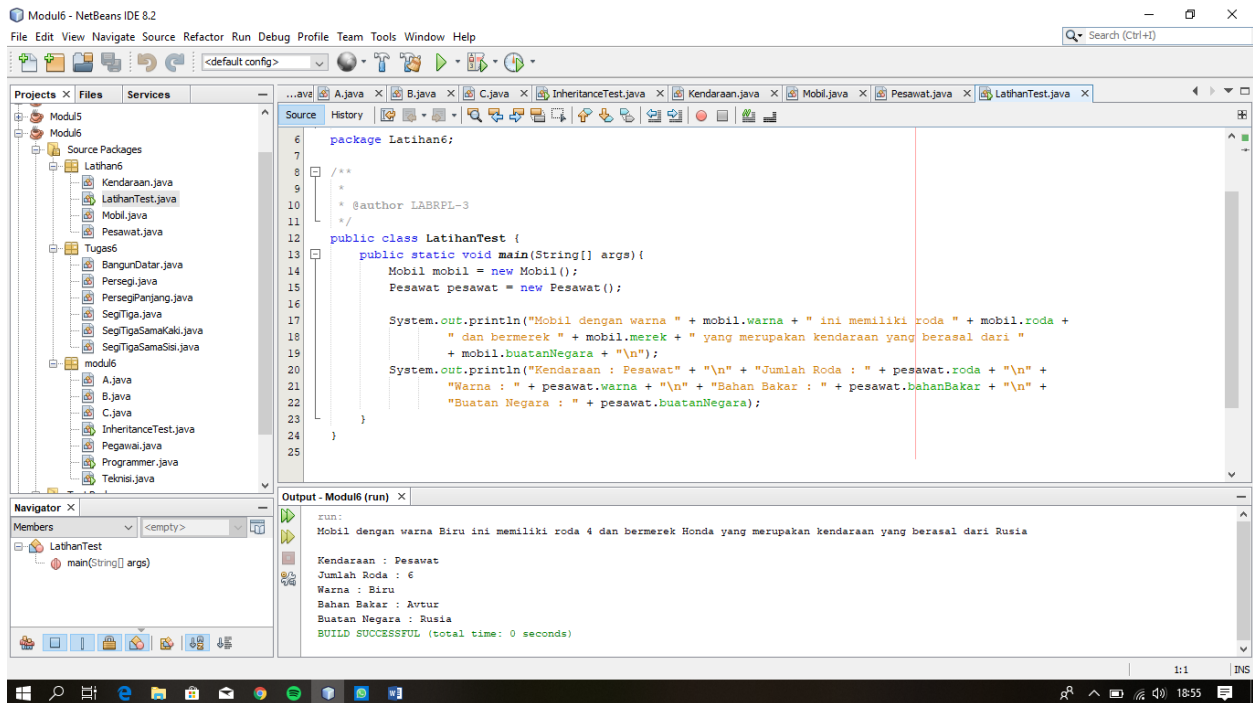 Modul6 - NetBeans IDE 8.2
File Edit View Navigate Source Refactor Run Debug Profile Team Tools Window Help
Search (Ctrl+I)
<default config>
Projects Files Services
Modul5
Modul6
Source Packages
Latihan6
Kendaraan.java
LatihanTest.java
Mobil.java
Pesawat.java
Tugas6
BangunDatar.java
Persegi.java
PersegiPanjang.java
SegiTiga.java
SegiTigaSamaKaki.java
SegiTigaSamaSisi.java
modul6
A.java
B.java
C.java
InheritanceTest.java
Pegawai.java
Programmer.java
Teknisi.java
Navigator
Members <empty>
LatihanTest
main(String[] args)
...ava A.java B.java C.java InheritanceTest.java Kendaraan.java Mobil.java Pesawat.java LatihanTest.java
Source History
6 package Latihan6;
7
8 /**
9 *
10 * @author LABRPL-3
11 */
12 public class LatihanTest {
13 public static void main(String[] args){
14 Mobil mobil = new Mobil();
15 Pesawat pesawat = new Pesawat();
16
17 System.out.println("Mobil dengan warna " + mobil.warna + " ini memiliki roda " + mobil.roda +
18 " dan bermerek " + mobil.merek + " yang merupakan kendaraan yang berasal dari "
19 + mobil.buatanNegara + "\n");
20 System.out.println("Kendaraan : Pesawat" + "\n" + "Jumlah Roda : " + pesawat.roda + "\n" +
21 "Warna : " + pesawat.warna + "\n" + "Bahan Bakar : " + pesawat.bahanBakar + "\n" +
22 "Buatan Negara : " + pesawat.buatanNegara);
23 }
24 }
25
Output - Modul6 (run)
run:
Mobil dengan warna Biru ini memiliki roda 4 dan bermerek Honda yang merupakan kendaraan yang berasal dari Rusia
Kendaraan : Pesawat
Jumlah Roda : 6
Warna : Biru
Bahan Bakar : Avtur
Buatan Negara : Rusia
BUILD SUCCESSFUL (total time: 0 seconds)
1:1 INS
18:55